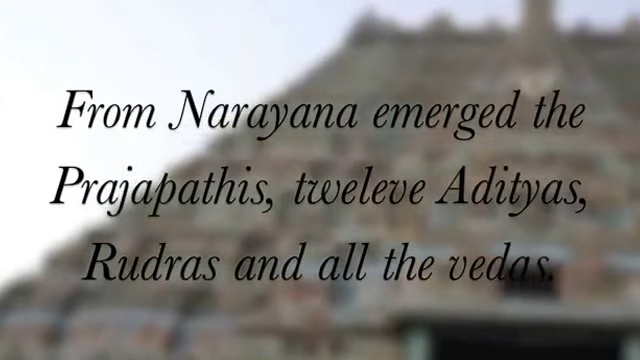 From Narayana emerged the
Prajapathis, tweleve Adityas,
Rudras and all the vedas.